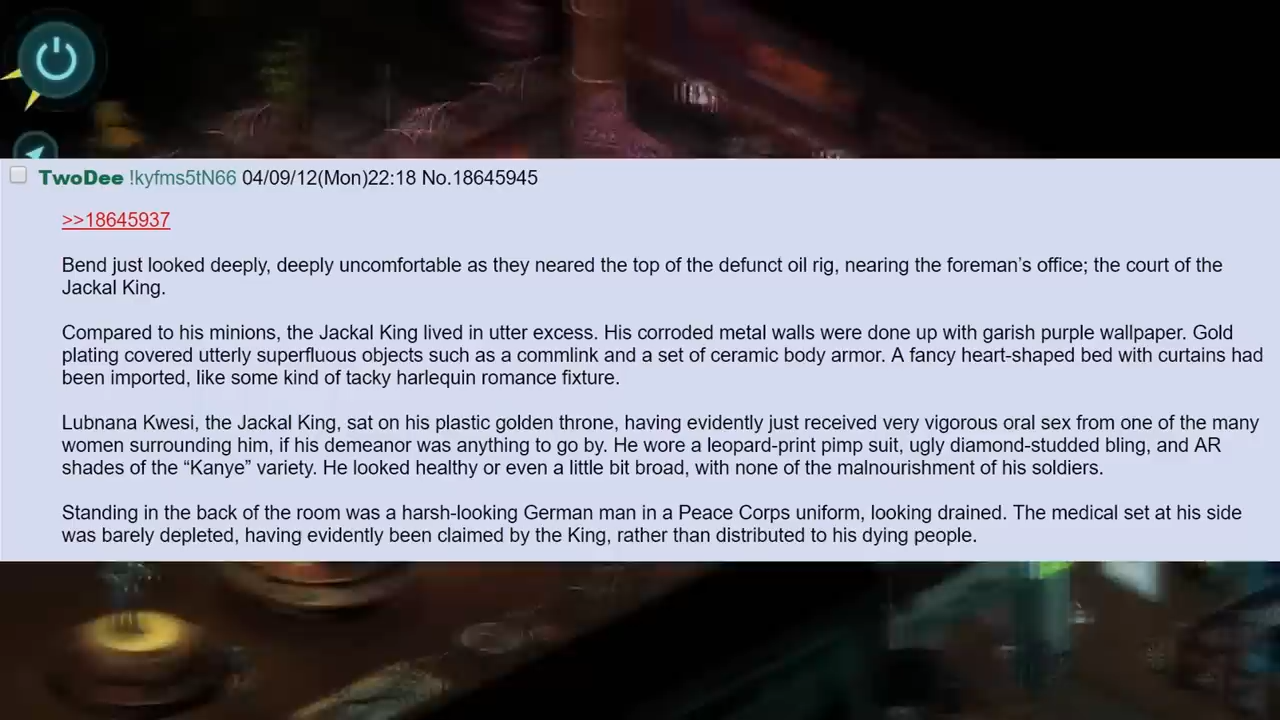 TwoDee !kyfms5tN66 04/09/12(Mon)22:18 No.18645945
>>18645937
Bend just looked deeply, deeply uncomfortable as they neared the top of the defunct oil rig, nearing the foreman’s office; the court of the
Jackal King.
Compared to his minions, the Jackal King lived in utter excess. His corroded metal walls were done up with garish purple wallpaper. Gold
plating covered utterly superfluous objects such as a commlink and a set of ceramic body armor. A fancy heart-shaped bed with curtains had
been imported, like some kind of tacky harlequin romance fixture.
Lubnana Kwesi, the Jackal King, sat on his plastic golden throne, having evidently just received very vigorous oral sex from one of the many
women surrounding him, if his demeanor was anything to go by. He wore a leopard-print pimp suit, ugly diamond-studded bling, and AR
shades of the “Kanye” variety. He looked healthy or even a little bit broad, with none of the malnourishment of his soldiers.
Standing in the back of the room was a harsh-looking German man in a Peace Corps uniform, looking drained. The medical set at his side
was barely depleted, having evidently been claimed by the King, rather than distributed to his dying people.